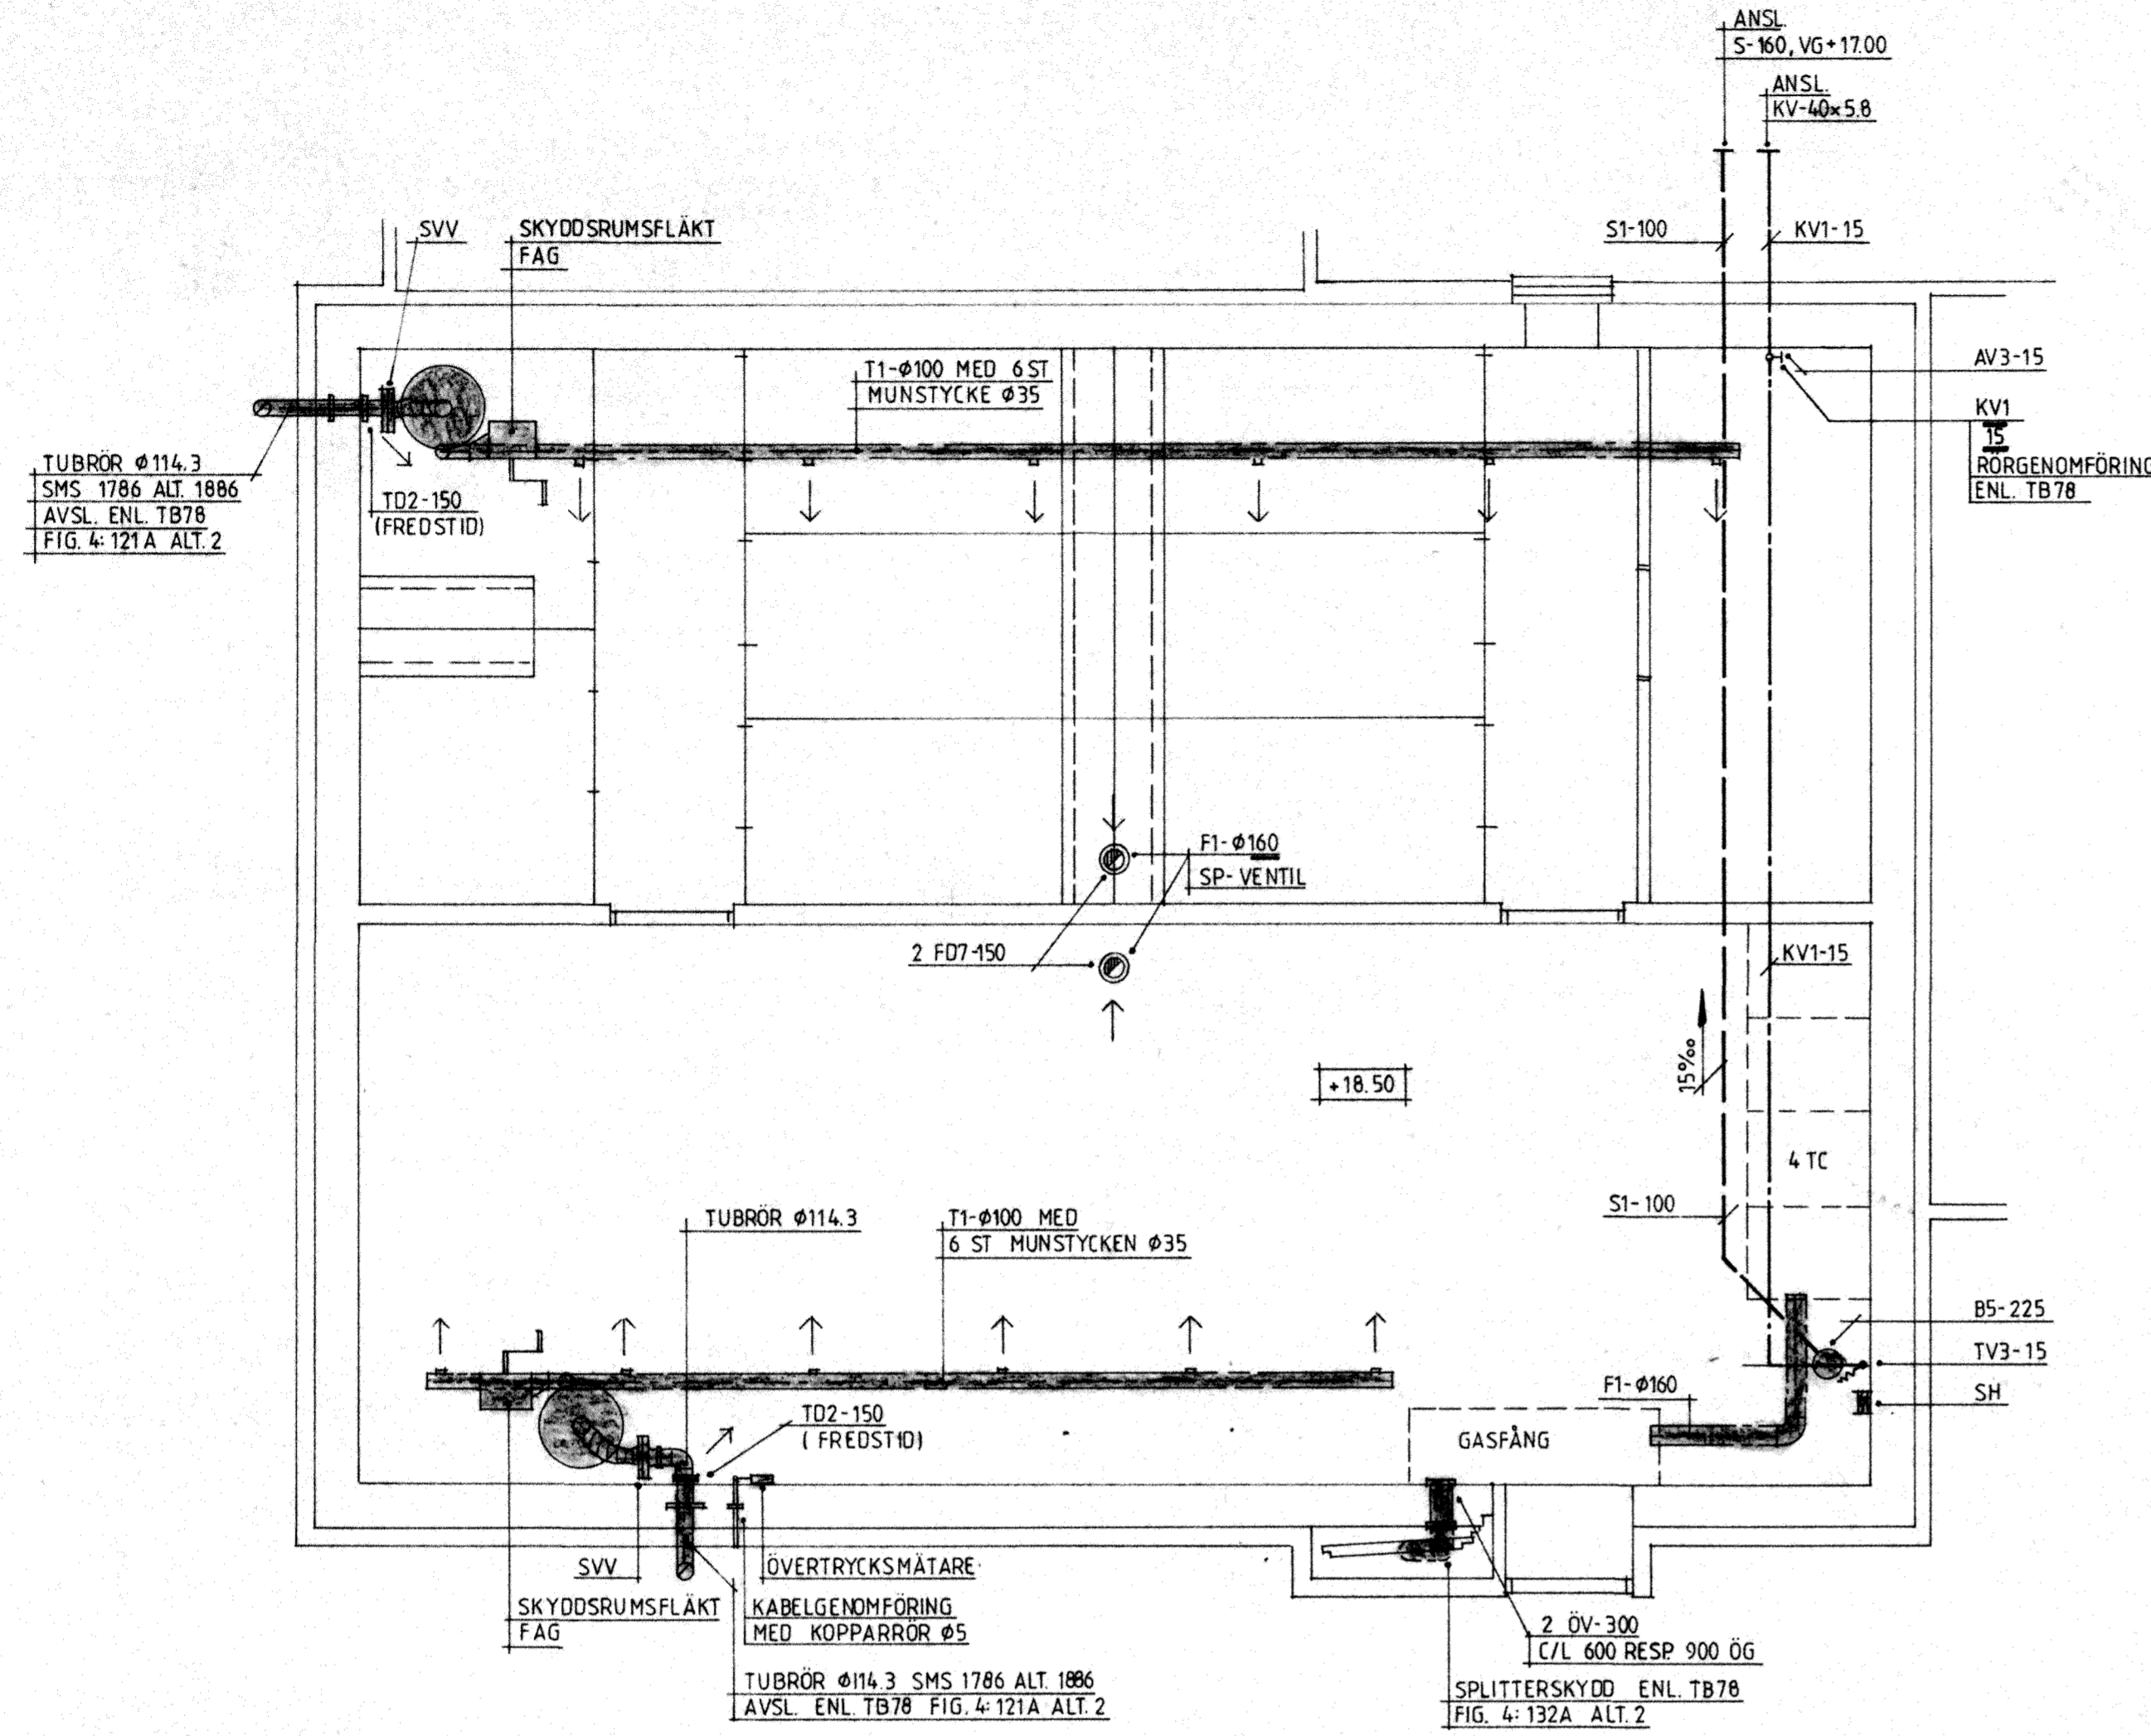 ANSL.
S-160, VG+17.00
ANSL.
KV-40x5.8
SVV
SKYDDSRUMSFLÄKT
FAG
S1-100
KV1-15
T1-Ø100 MED 6 ST
MUNSTYCKE Ø35
AV3-15
KV1
15
RÖRGENOMFÖRING
ENL. TB78
TUBRÖR Ø114.3
SMS 1786 ALT. 1886
AVSL. ENL. TB78
FIG. 4:121A ALT.2
TD2-150
(FREDSTID)
F1-Ø160
SP-VENTIL
2 FD7-150
KV1-15
+18.50
15‰
4 TC
S1-100
TUBRÖR Ø114.3
T1-Ø100 MED
6 ST MUNSTYCKEN Ø35
B5-225
TV3-15
SH
F1-Ø160
TD2-150
(FREDSTID)
GASFÅNG
SVV
ÖVERTRYCKSMÄTARE
SKYDDSRUMSFLÄKT
FAG
KABELGENOMFÖRING
MED KOPPARRÖR Ø5
2 ÖV-300
C/L 600 RESP. 900 ÖG
TUBRÖR Ø114.3 SMS 1786 ALT. 1886
AVSL. ENL. TB78 FIG. 4:121A ALT.2
SPLITTERSKYDD ENL. TB78
FIG. 4:132A ALT.2